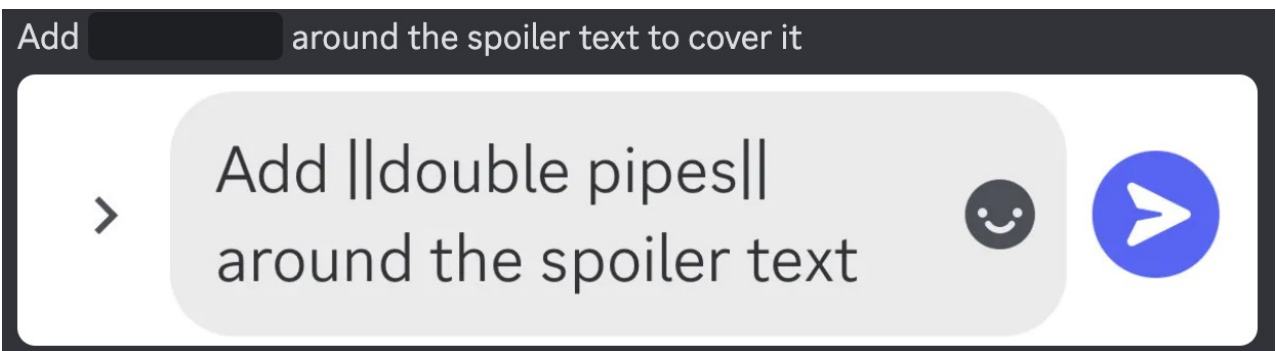 Add around the spoiler text to cover it
Add ||double pipes||
around the spoiler text